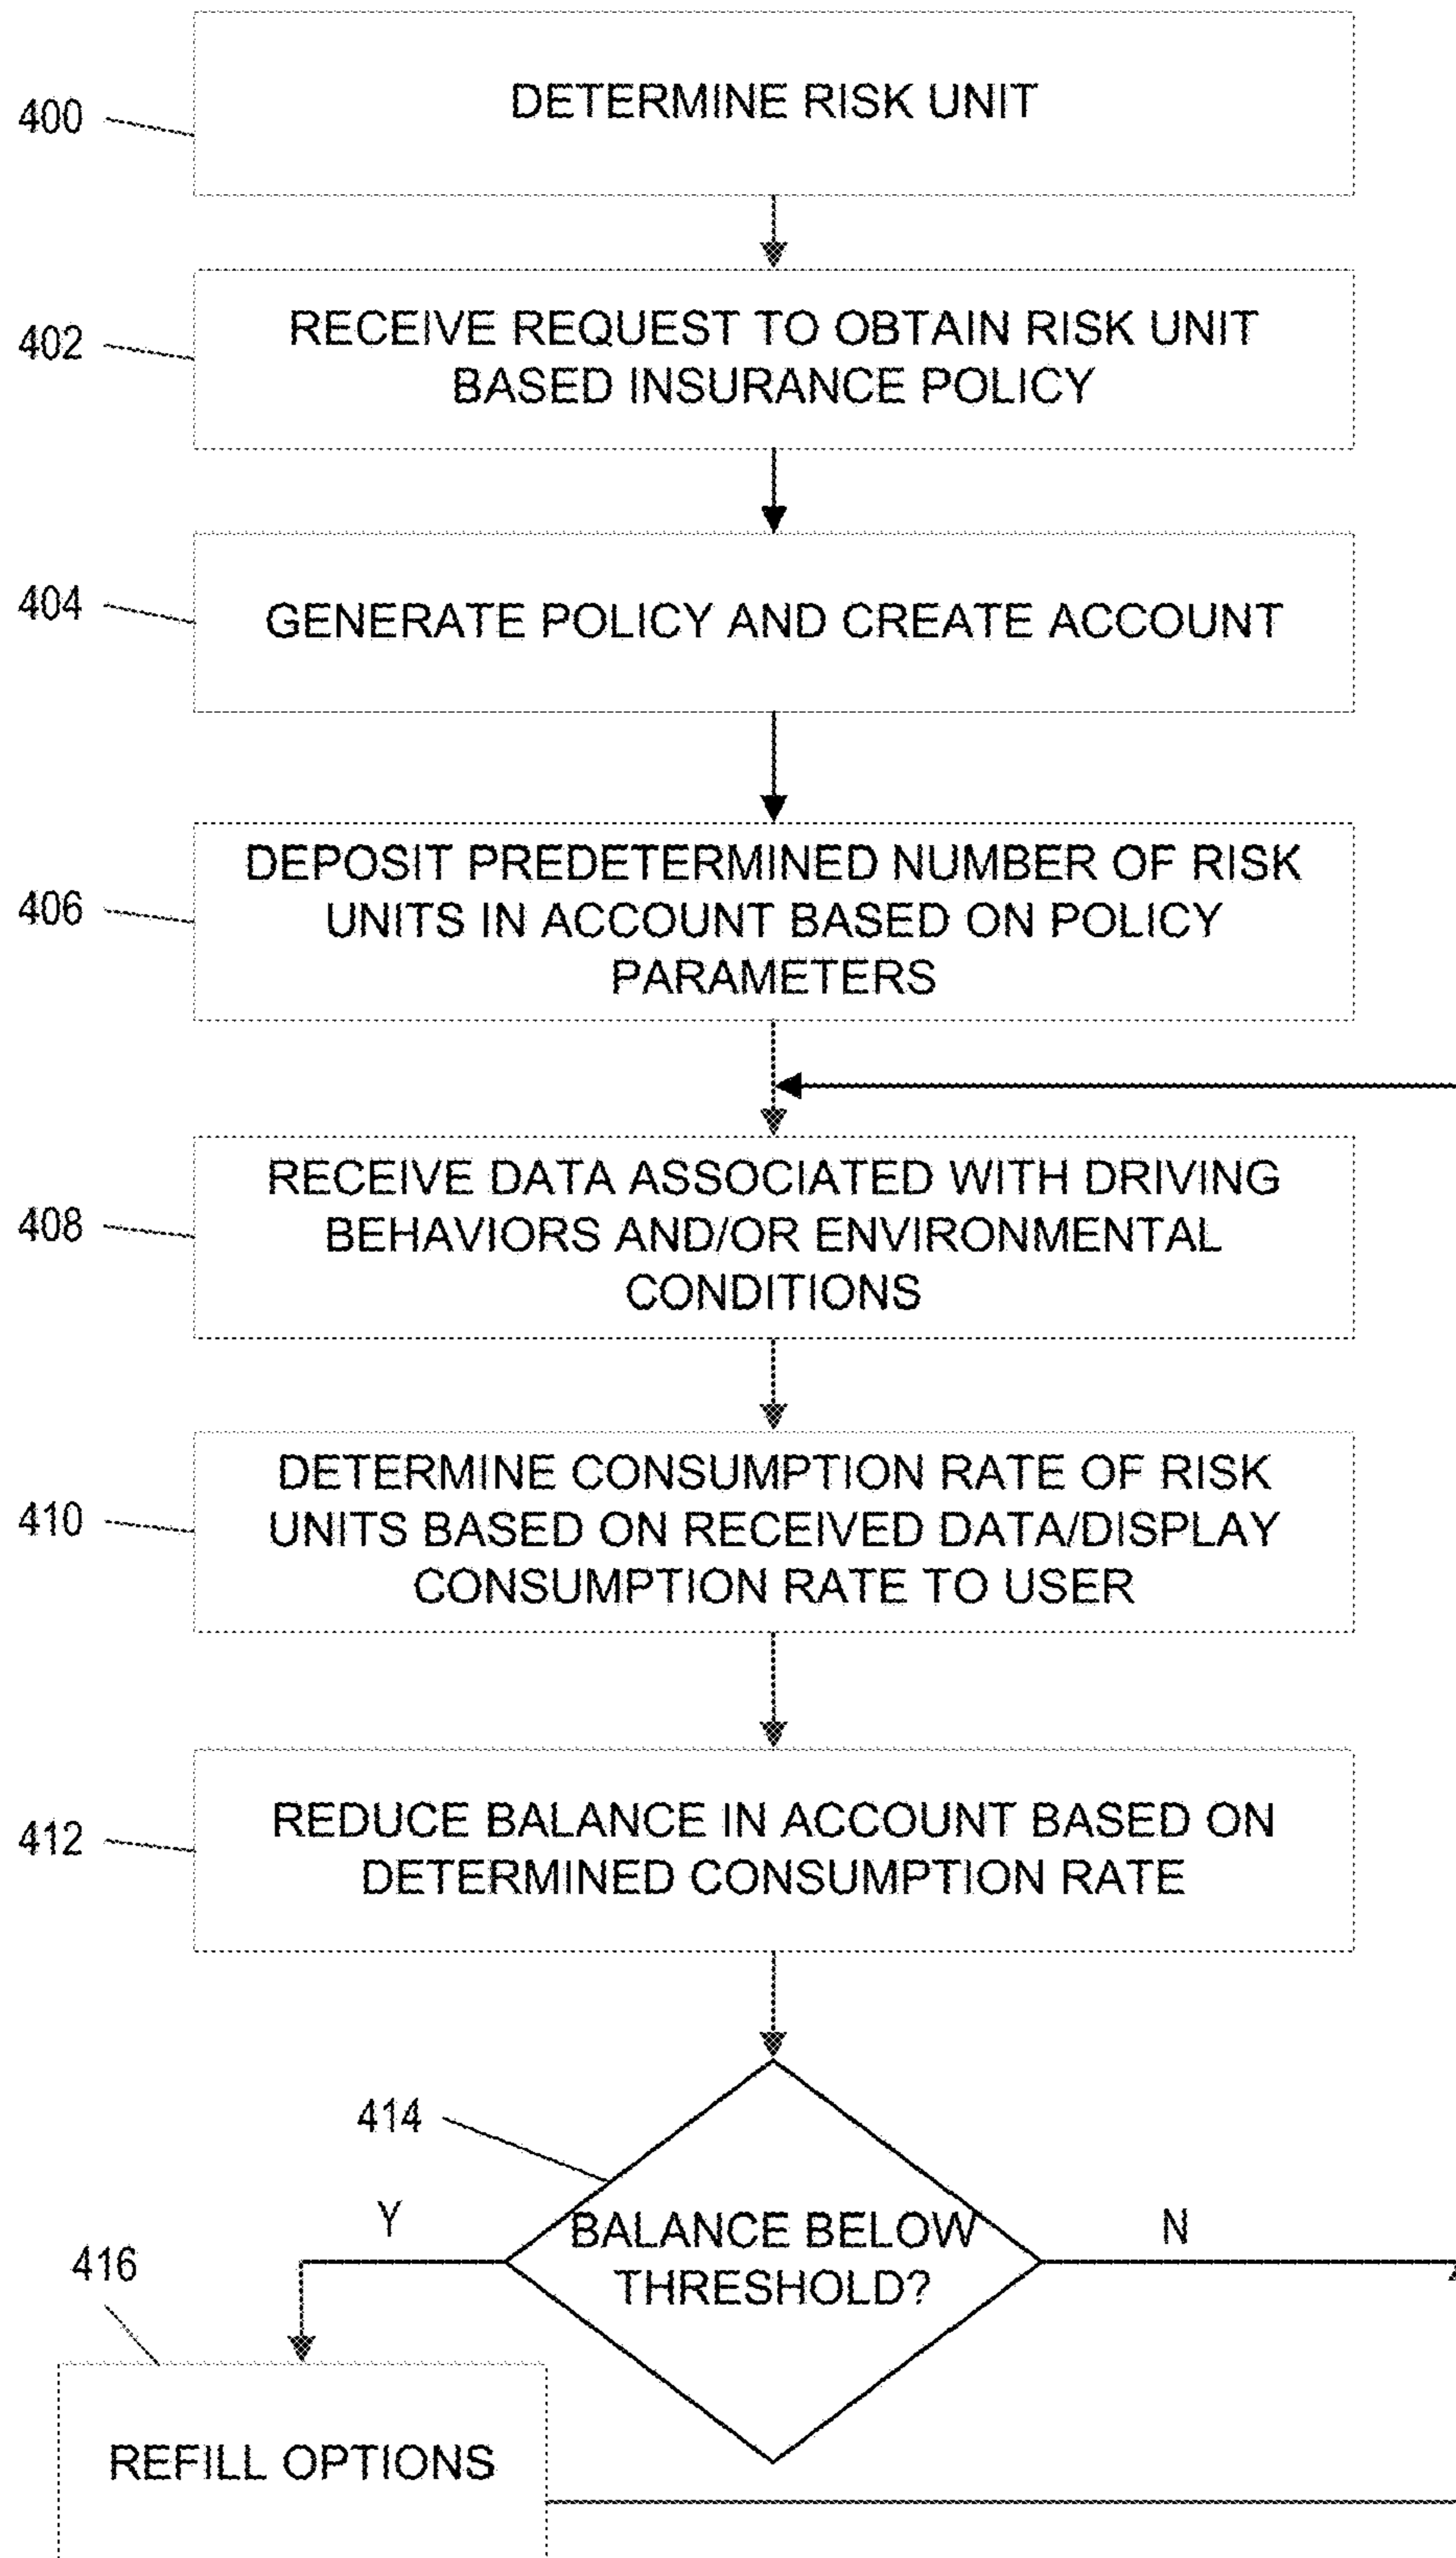 400
DETERMINE RISK UNIT
402
RECEIVE REQUEST TO OBTAIN RISK UNIT
BASED INSURANCE POLICY
404
GENERATE POLICY AND CREATE ACCOUNT
406
DEPOSIT PREDETERMINED NUMBER OF RISK
UNITS IN ACCOUNT BASED ON POLICY
PARAMETERS
408
RECEIVE DATA ASSOCIATED WITH DRIVING
BEHAVIORS AND/OR ENVIRONMENTAL
CONDITIONS
410
DETERMINE CONSUMPTION RATE OF RISK
UNITS BASED ON RECEIVED DATA/DISPLAY
CONSUMPTION RATE TO USER
412
REDUCE BALANCE IN ACCOUNT BASED ON
DETERMINED CONSUMPTION RATE
414
Y
N
BALANCE BELOW
THRESHOLD?
416
REFILL OPTIONS